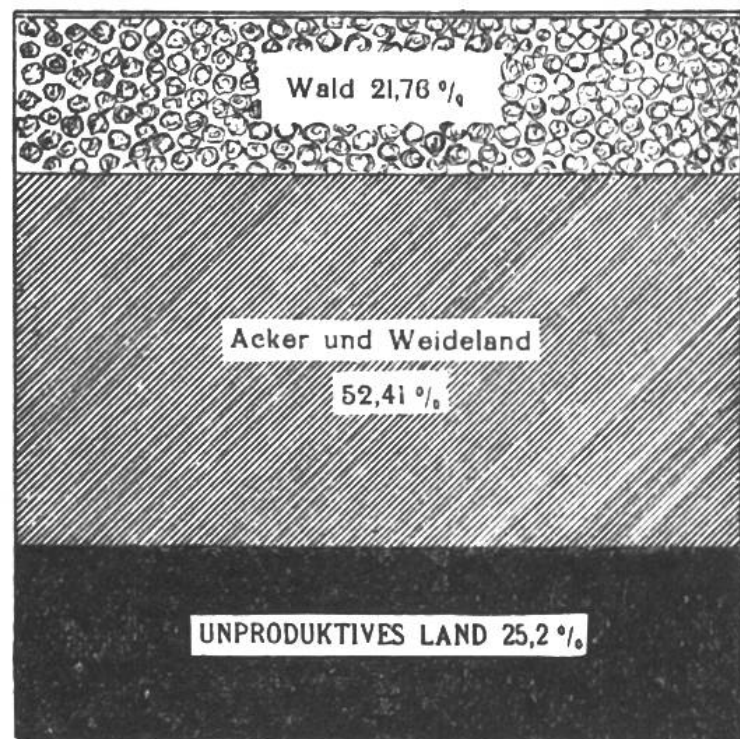 Wald 21,76 %
Acker und Weideland
52,41 %
UNPRODUKTIVES LAND 25,2 %